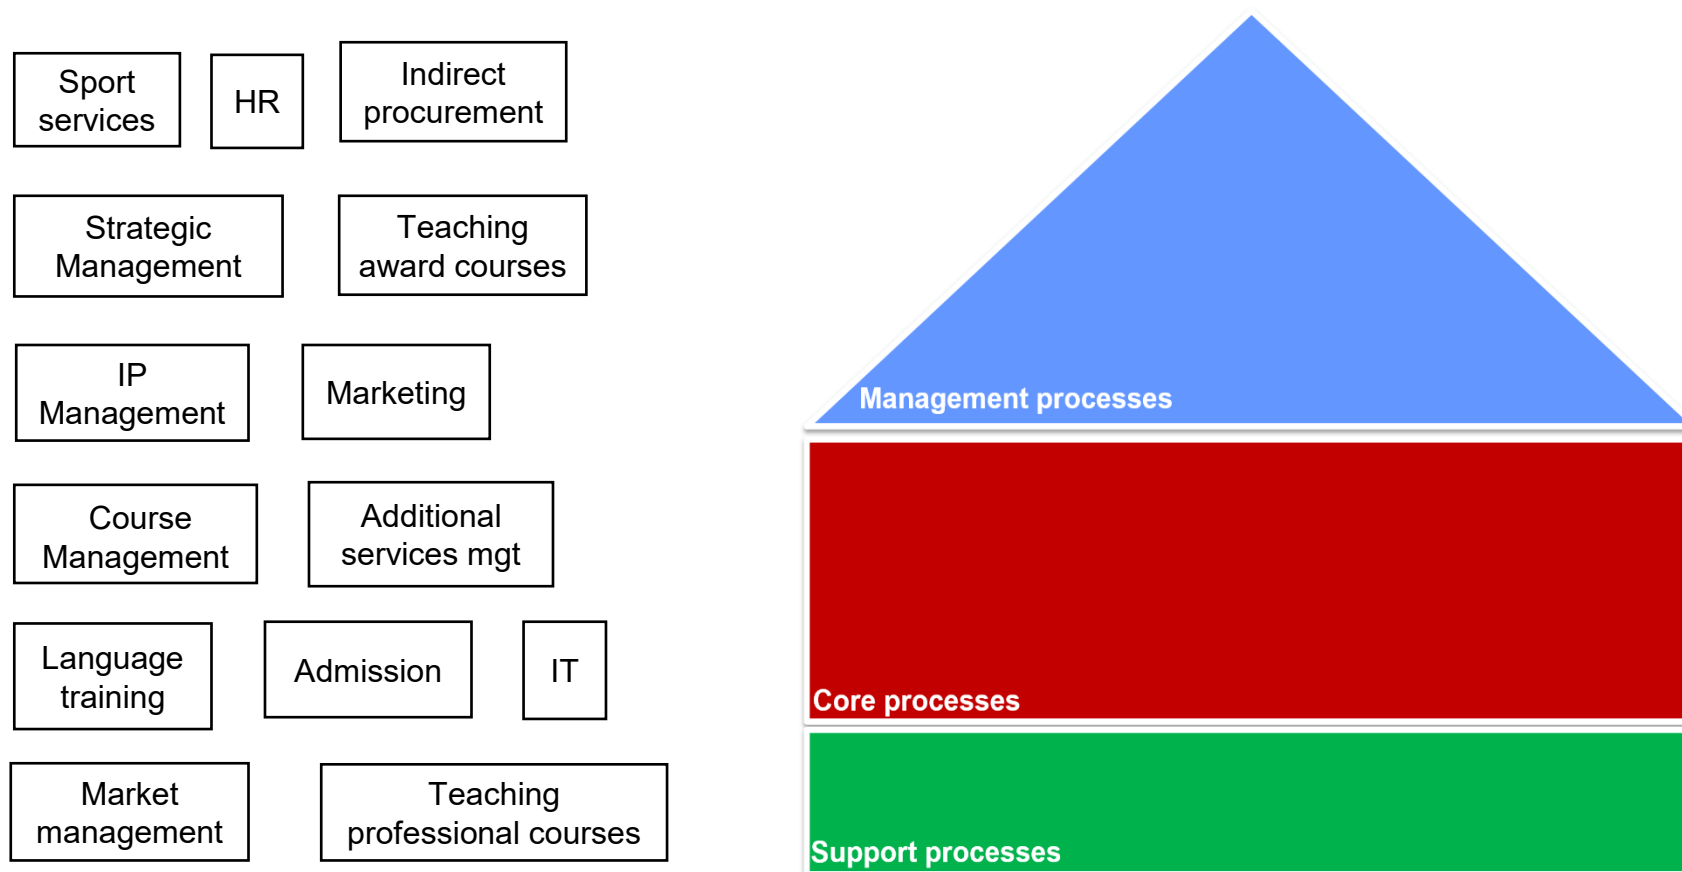 Sport
services
HR
Indirect
procurement
Strategic
Management
Teaching
award courses
IP
Management
Marketing
Course
Management
Additional
services mgt
Language
training
Admission
IT
Market
management
Teaching
professional courses
Management processes
Core processes
Support processes